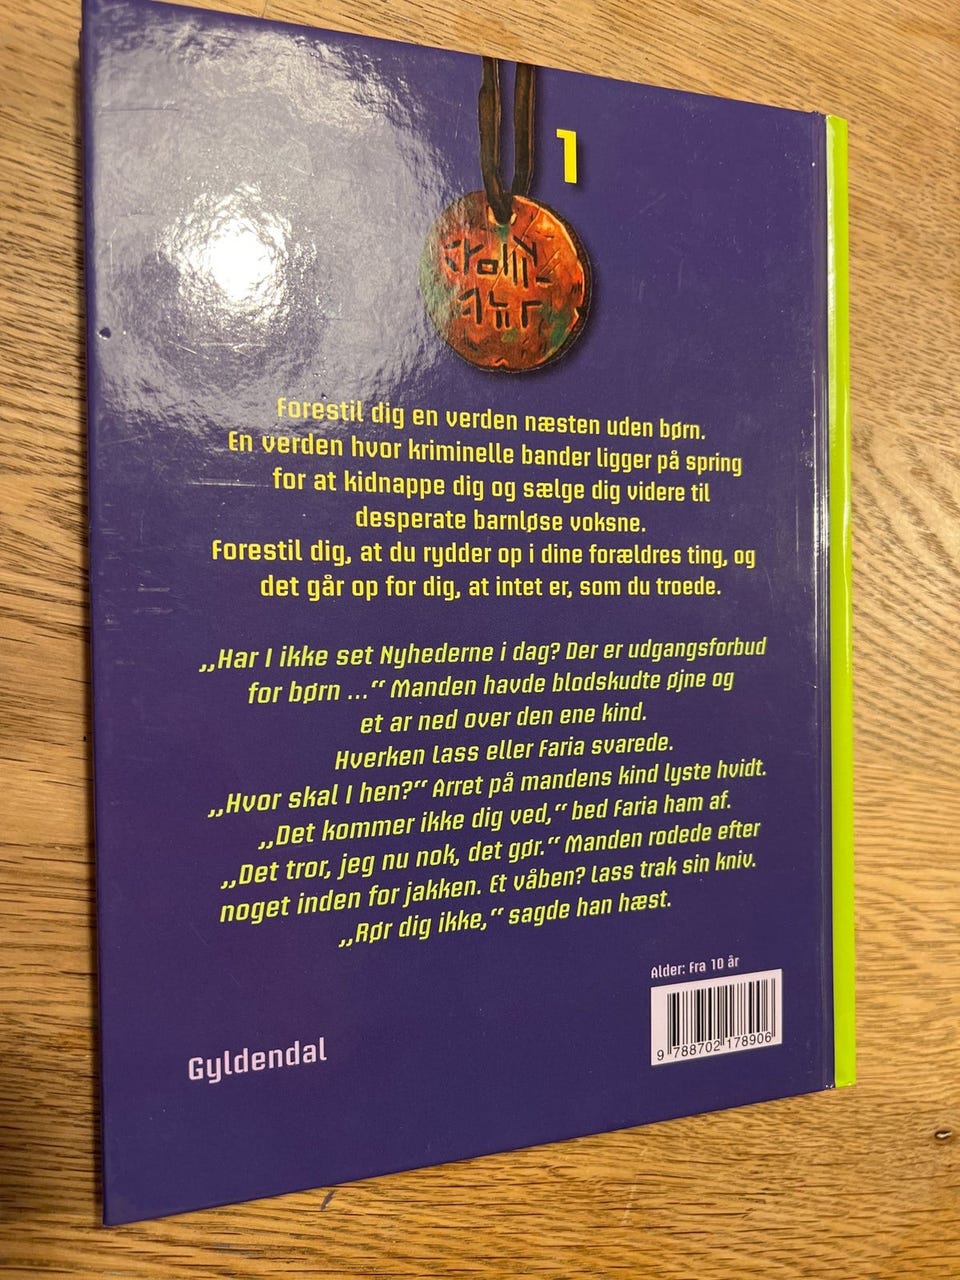 1
Forestil dig en verden næsten uden børn.
En verden hvor kriminelle bander ligger på spring
for at kidnappe dig og sælge dig videre til
desperate barnløse voksne.
Forestil dig, at du rydder op i dine forældres ting, og
det går op for dig, at intet er, som du troede.
„Har I ikke set Nyhederne i dag? Der er udgangsforbud
for børn ...“ Manden havde blodskudte øjne og
et ar ned over den ene kind.
Hverken Lass eller Faria svarede.
„Hvor skal I hen?“ Arret på mandens kind lyste hvidt.
„Det kommer ikke dig ved,“ bed Faria ham af.
„Det tror, jeg nu nok, det gør.“ Manden rodede efter
noget inden for jakken. Et våben? Lass trak sin kniv.
„Rør dig ikke,“ sagde han hæst.
Alder: Fra 10 år
9 788702 178906
Gyldendal